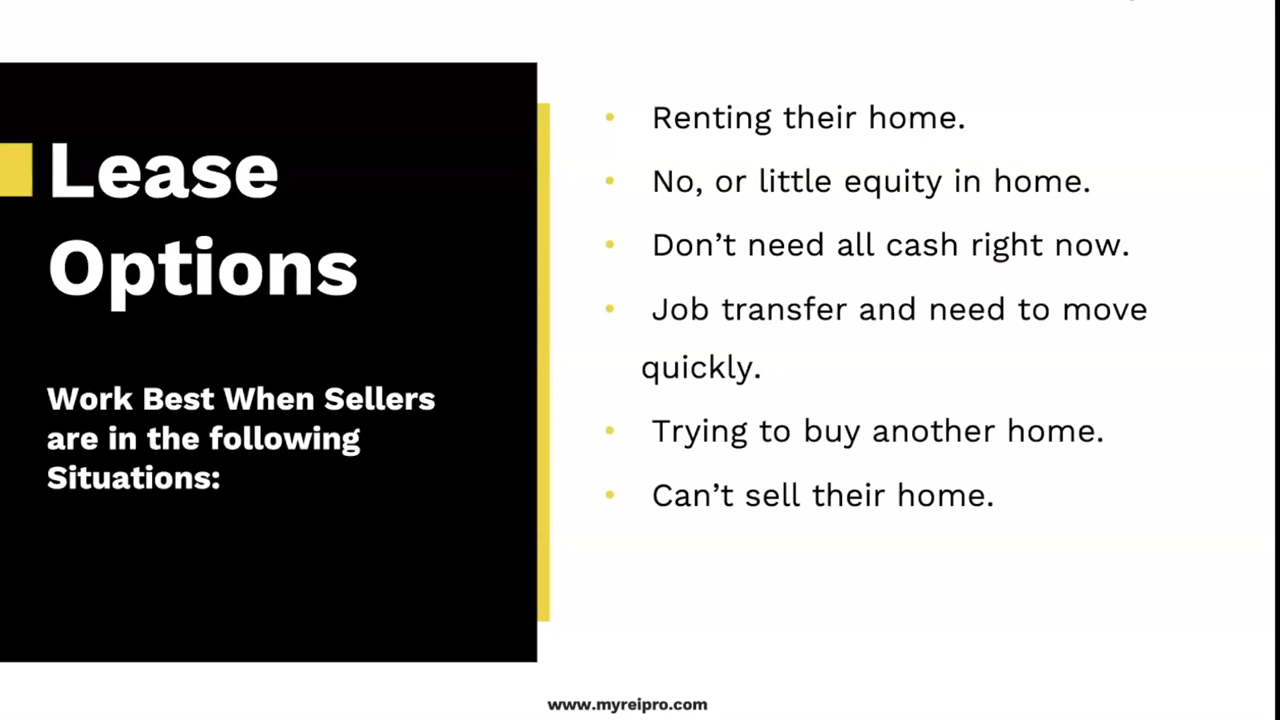 Lease
Options
Work Best When Sellers
are in the following
Situations:
• Renting their home.
• No, or little equity in home.
• Don’t need all cash right now.
• Job transfer and need to move
quickly.
• Trying to buy another home.
• Can’t sell their home.
www.myreipro.com